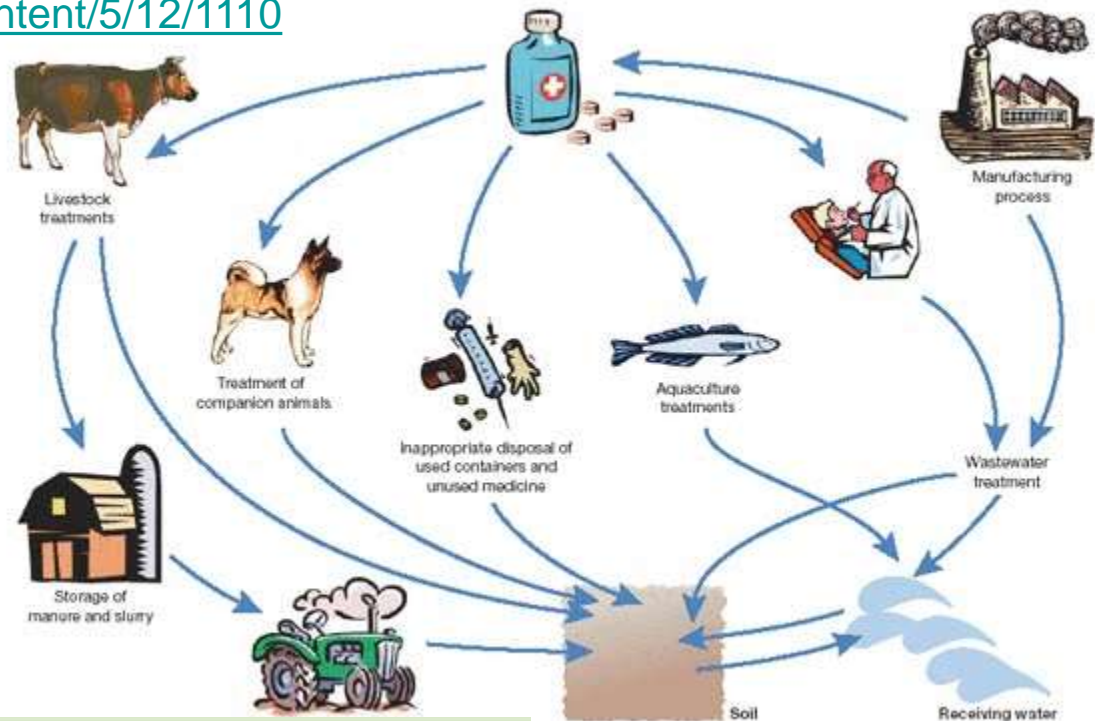 ntent/5/12/1110
Livestock
treatments
Manufacturing
process
Treatment of
companion animals.
Aquaculture
treatments
Inappropriate disposal of
used containers and
unused medicine
Wastewater
treatment
Storage of
manure and slurry
Soil
Receiving water